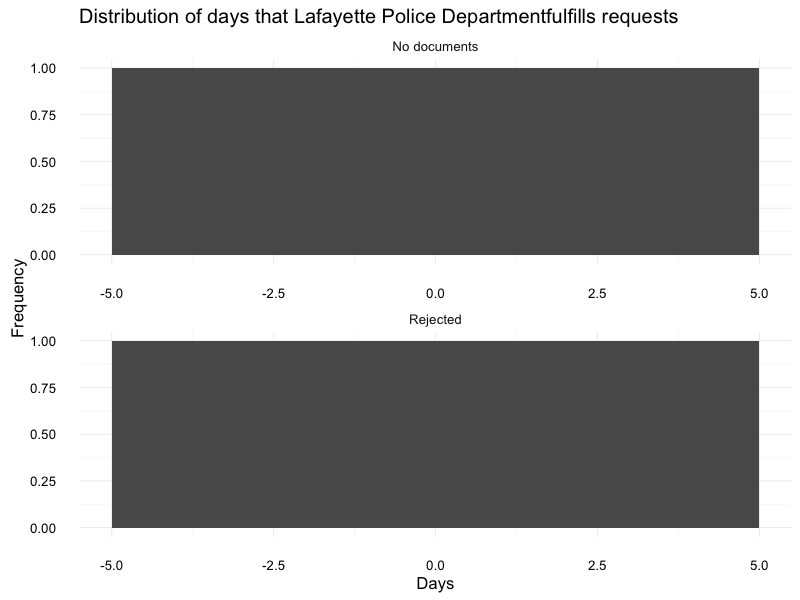 Distribution of days that Lafayette Police Departmentfulfills requests
No documents
1.00
0.75
0.50
0.25
0.00
-5.0 -2.5 0.0 2.5 5.0
Frequency
Rejected
1.00
0.75
0.50
0.25
0.00
-5.0 -2.5 0.0 2.5 5.0
Days